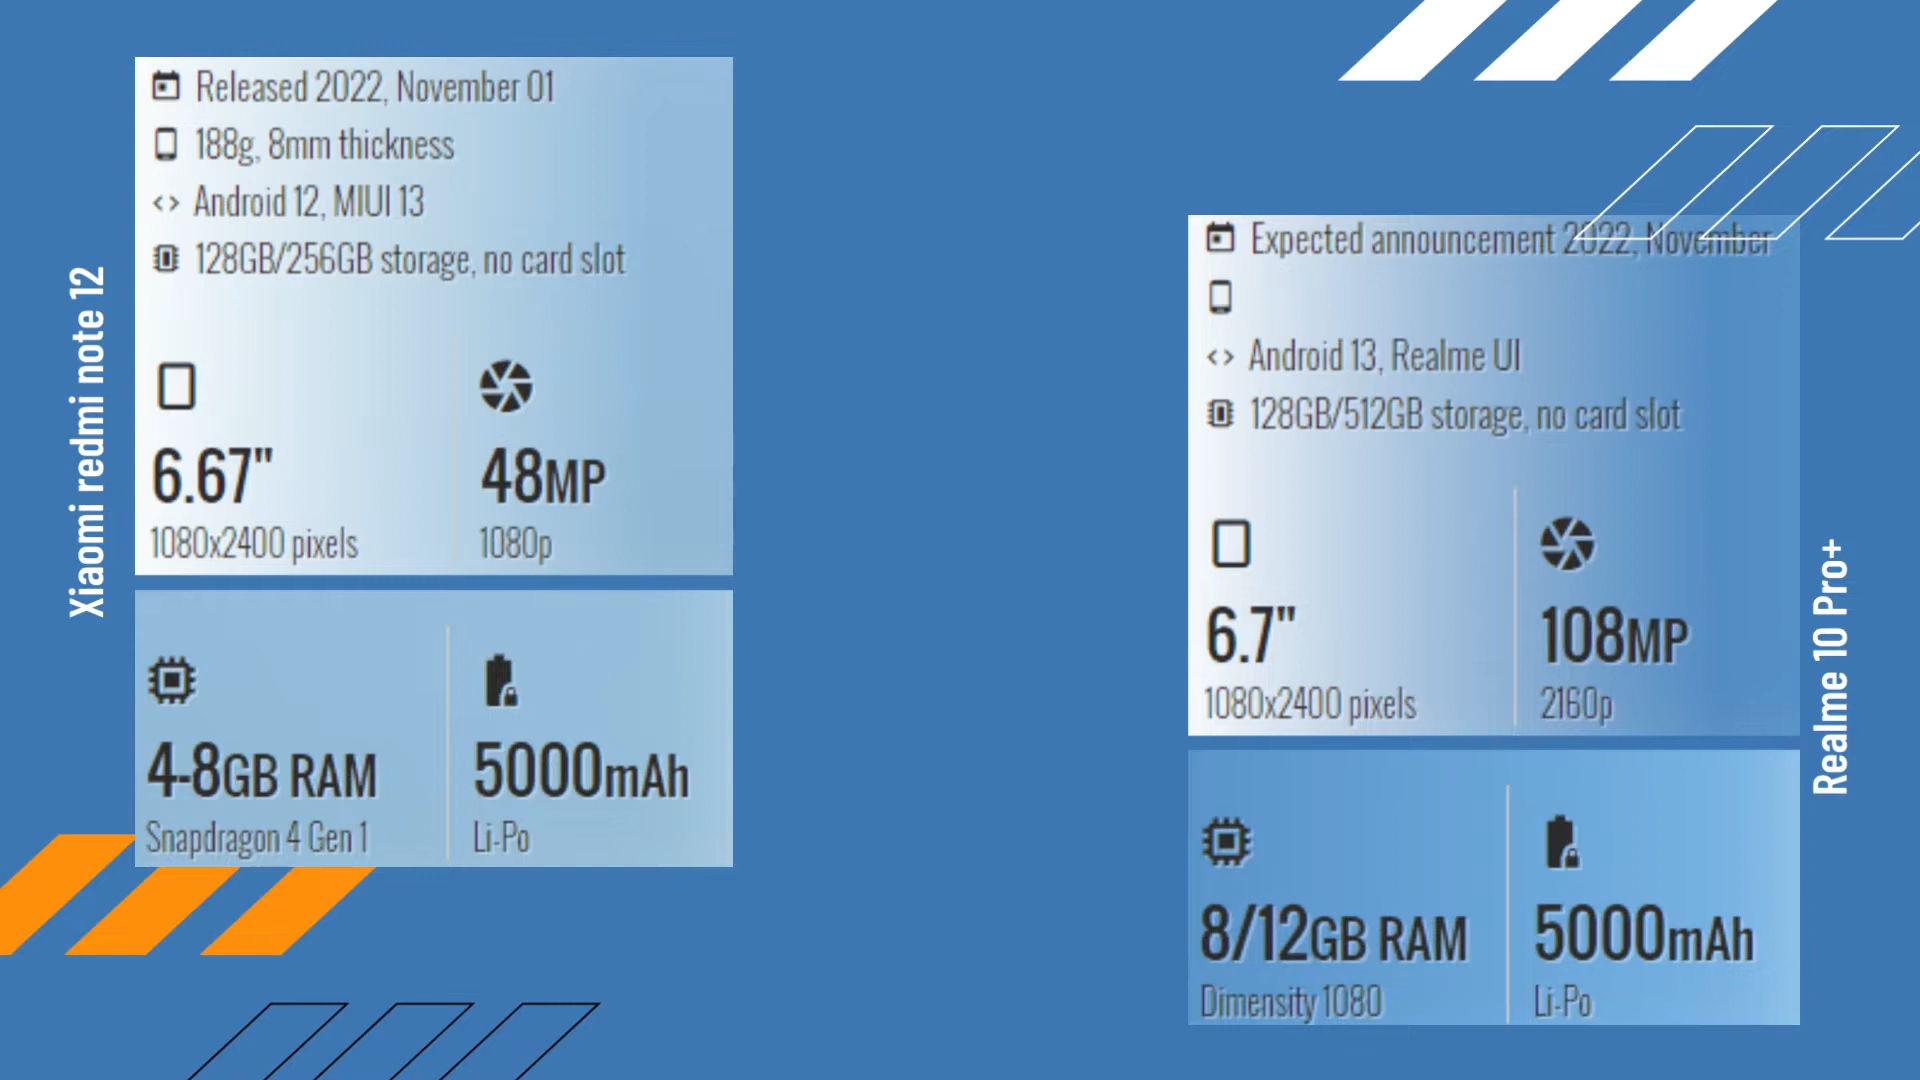 Xiaomi redmi note 12
Released 2022, November 01
188g, 8mm thickness
Android 12, MIUI 13
128GB/256GB storage, no card slot
6.67"
1080x2400 pixels
48MP
1080p
4-8GB RAM
Snapdragon 4 Gen 1
5000mAh
Li-Po
Realme 10 Pro+
Expected announcement 2022, November
Android 13, Realme UI
128GB/512GB storage, no card slot
6.7"
1080x2400 pixels
108MP
2160p
8/12GB RAM
Dimensity 1080
5000mAh
Li-Po